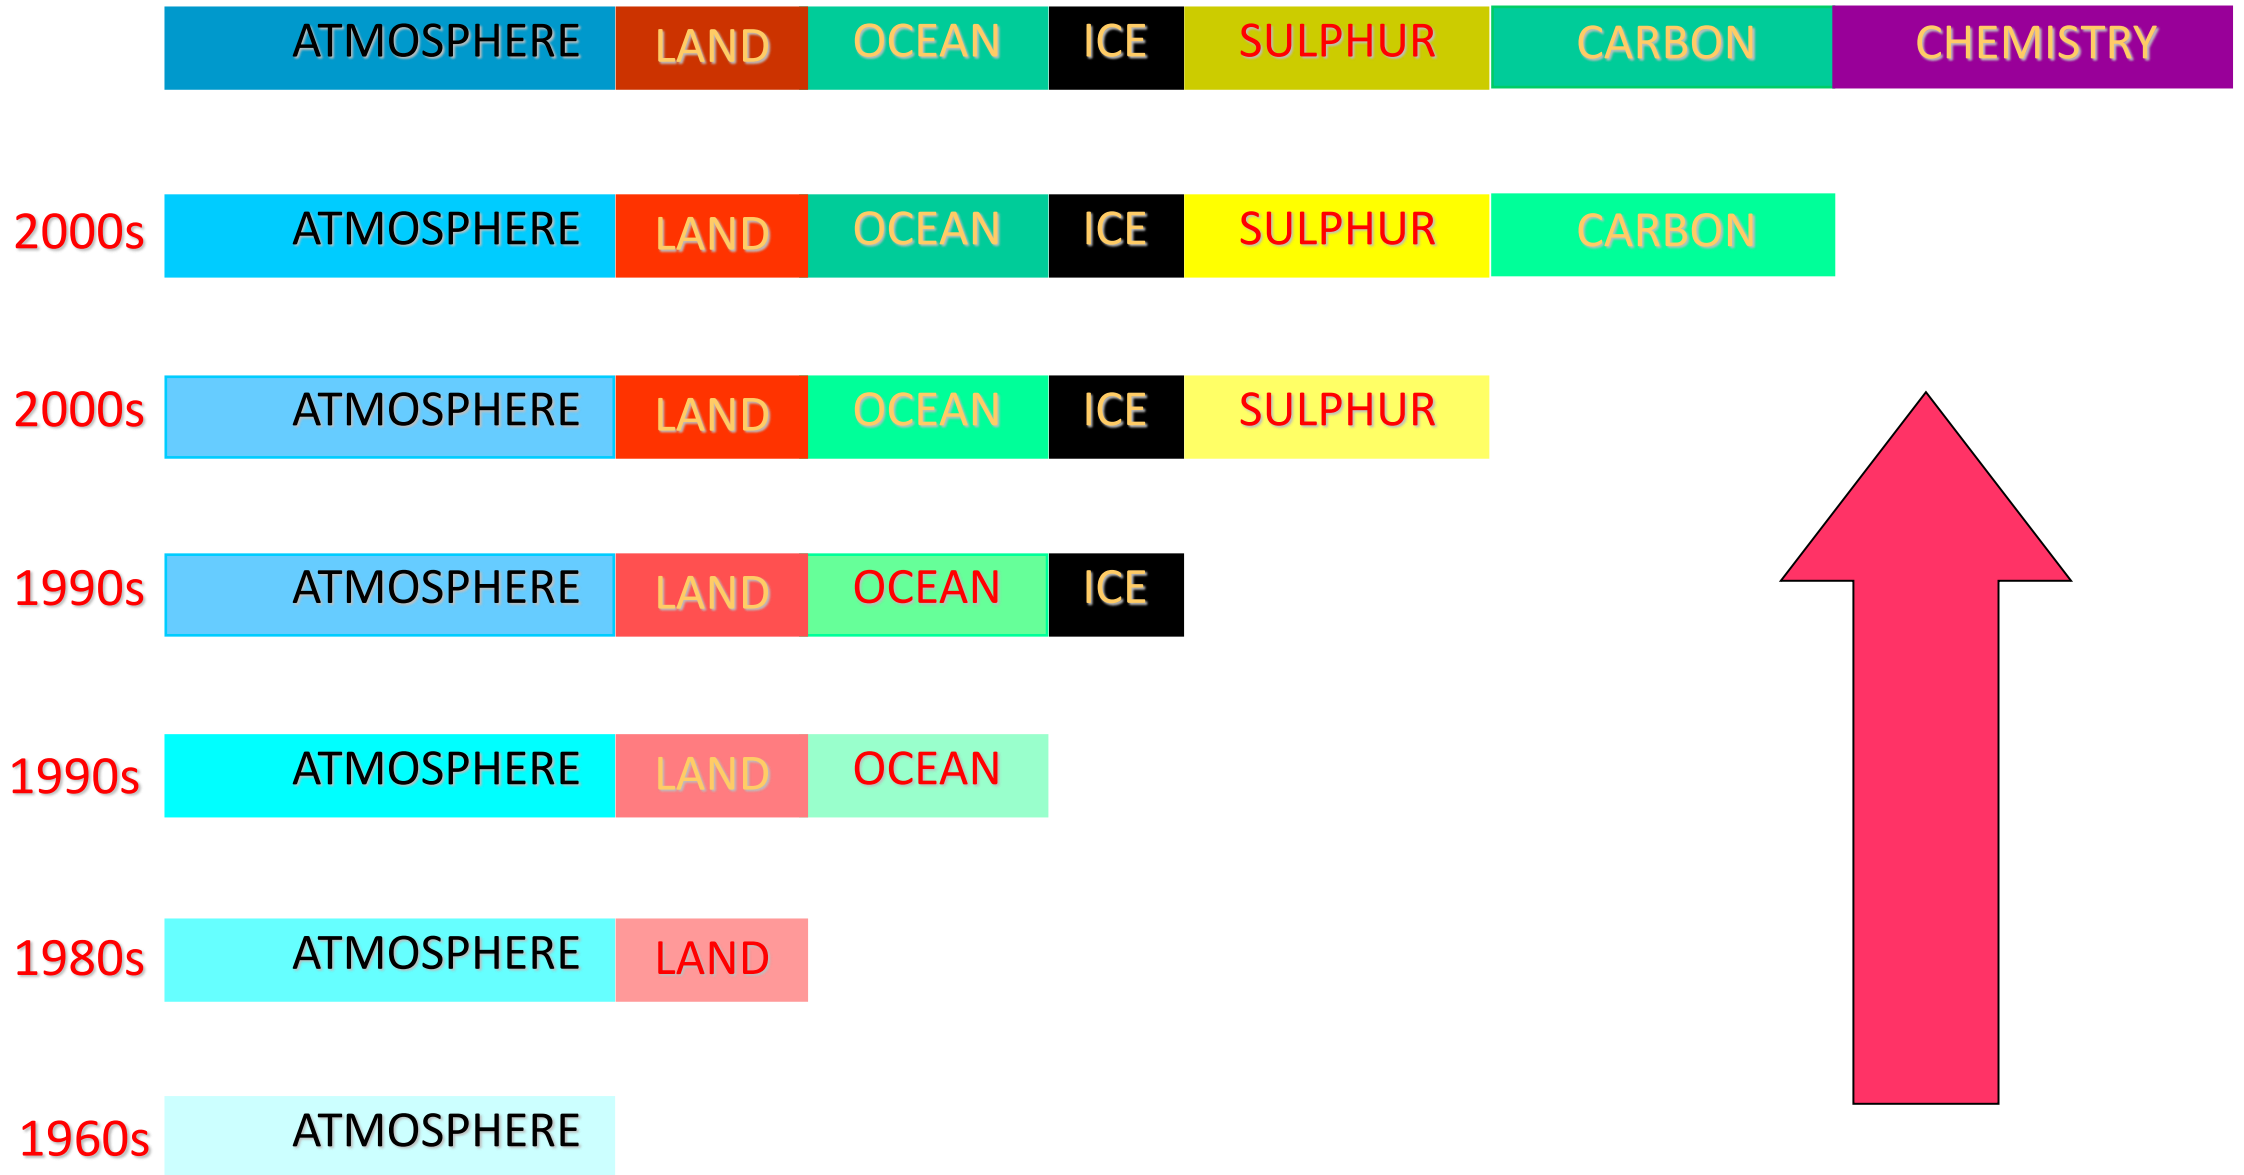 ATMOSPHERE LAND OCEAN ICE SULPHUR CARBON CHEMISTRY
2000s ATMOSPHERE LAND OCEAN ICE SULPHUR CARBON
2000s ATMOSPHERE LAND OCEAN ICE SULPHUR
1990s ATMOSPHERE LAND OCEAN ICE
1990s ATMOSPHERE LAND OCEAN
1980s ATMOSPHERE LAND
1960s ATMOSPHERE